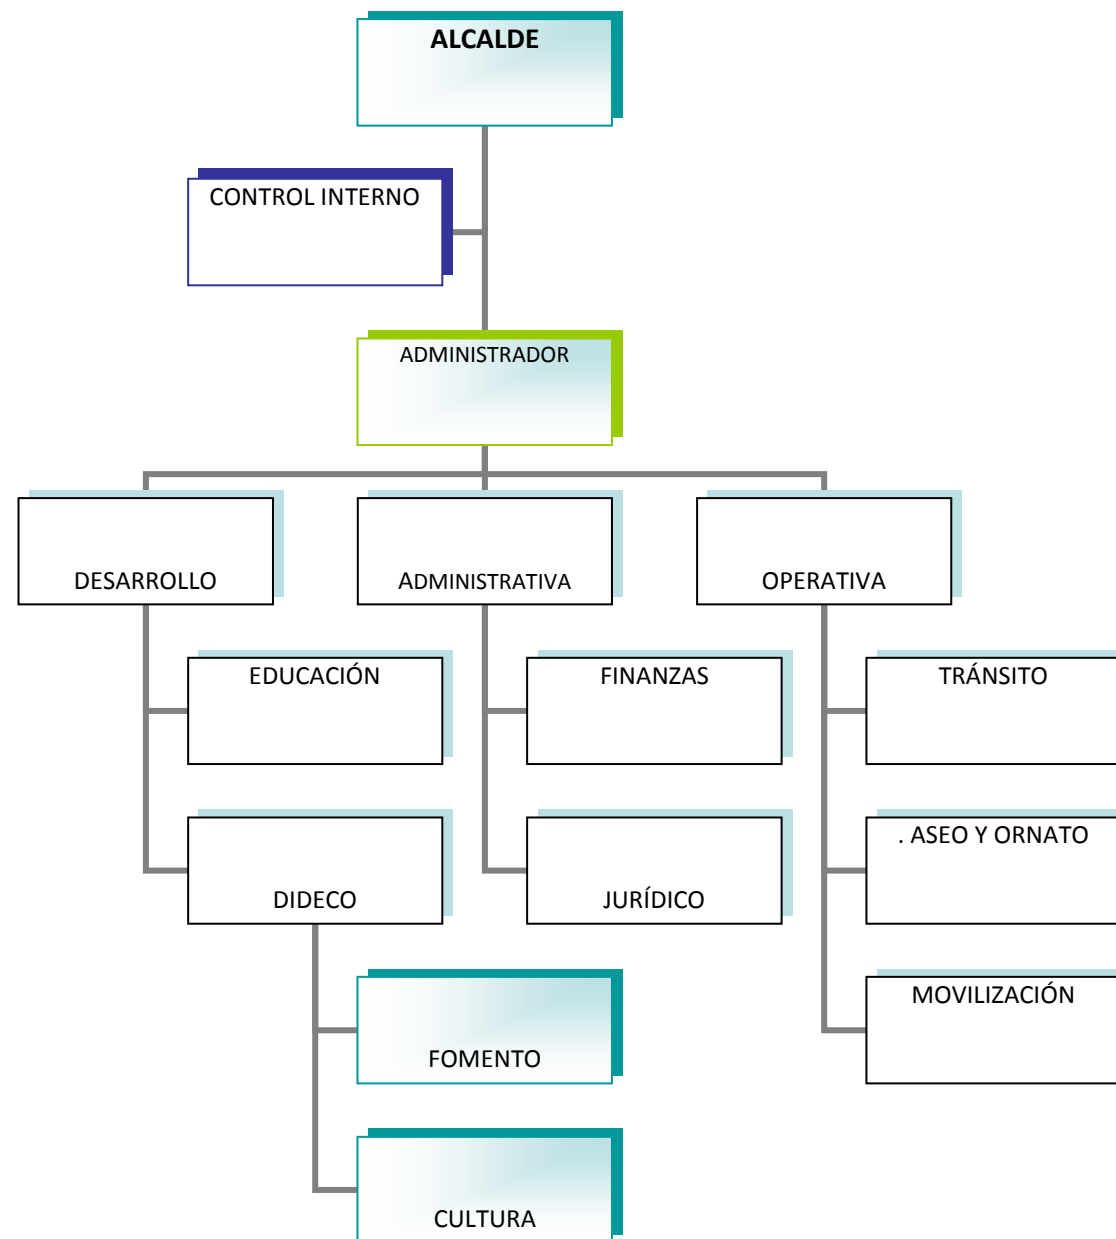 ALCALDE
CONTROL INTERNO
ADMINISTRADOR
DESARROLLO
ADMINISTRATIVA
OPERATIVA
EDUCACIÓN
FINANZAS
TRÁNSITO
DIDECO
JURÍDICO
. ASEO Y ORNATO
FOMENTO
MOVILIZACIÓN
CULTURA